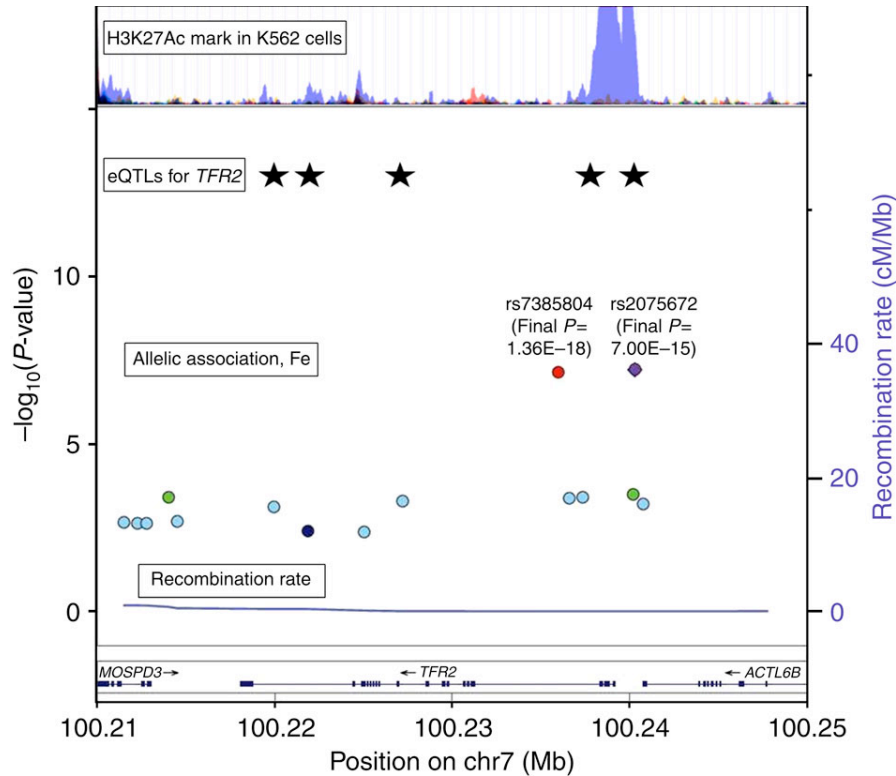 H3K27Ac mark in K562 cells
eQTLs for TFR2
rs7385804
(Final P=
1.36E–18)
rs2075672
(Final P=
7.00E–15)
Allelic association, Fe
Recombination rate
–log10(P-value)
10
5
0
Recombination rate (cM/Mb)
40
20
0
MOSPD3
TFR2
ACTL6B
100.21 100.22 100.23 100.24 100.25
Position on chr7 (Mb)